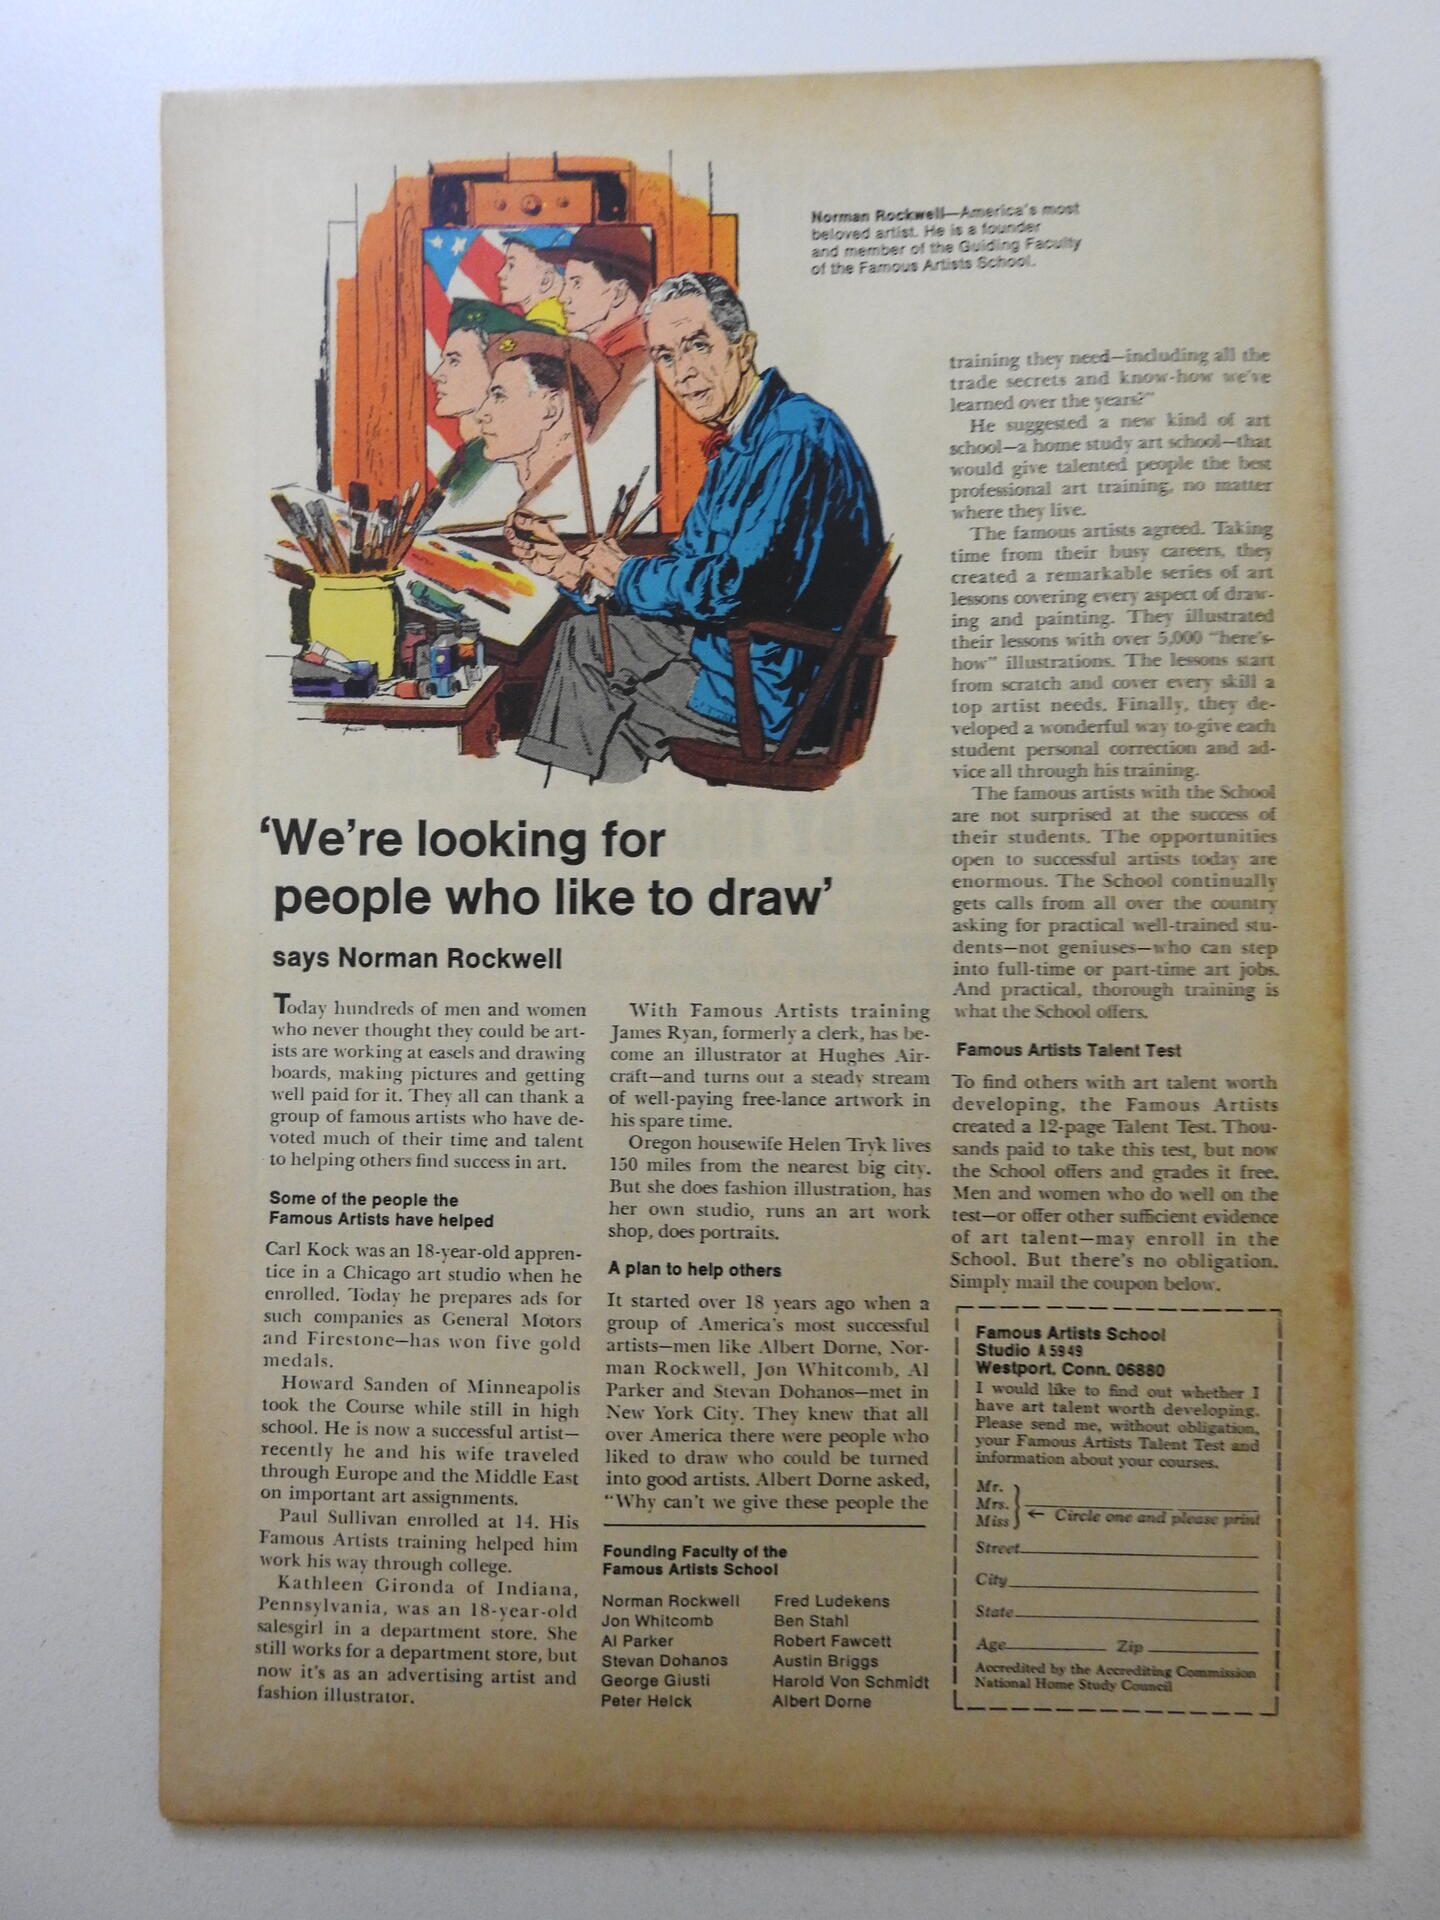 Norman Rockwell—America's most
beloved artist. He is a founder
and member of the Guiding Faculty
of the Famous Artists School.
'We're looking for
people who like to draw'
says Norman Rockwell
Today hundreds of men and women
who never thought they could be art-
ists are working at easels and drawing
boards, making pictures and getting
well paid for it. They all can thank a
group of famous artists who have de-
voted much of their time and talent
to helping others find success in art.
Some of the people the
Famous Artists have helped
Carl Kock was an 18-year-old appren-
tice in a Chicago art studio when he
enrolled. Today he prepares ads for
such companies as General Motors
and Firestone—has won five gold
medals.
Howard Sanden of Minneapolis
took the Course while still in high
school. He is now a successful artist—
recently he and his wife traveled
through Europe and the Middle East
on important art assignments.
Paul Sullivan enrolled at 14. His
Famous Artists training helped him
work his way through college.
Kathleen Gironda of Indiana,
Pennsylvania, was an 18-year-old
salesgirl in a department store. She
still works for a department store, but
now it's as an advertising artist and
fashion illustrator.
With Famous Artists training
James Ryan, formerly a clerk, has be-
come an illustrator at Hughes Air-
craft—and turns out a steady stream
of well-paying free-lance artwork in
his spare time.
Oregon housewife Helen Tryk lives
150 miles from the nearest big city.
But she does fashion illustration, has
her own studio, runs an art work
shop, does portraits.
A plan to help others
It started over 18 years ago when a
group of America's most successful
artists—men like Albert Dorne, Nor-
man Rockwell, Jon Whitcomb, Al
Parker and Stevan Dohanos—met in
New York City. They knew that all
over America there were people who
liked to draw who could be turned
into good artists. Albert Dorne asked,
"Why can't we give these people the
Founding Faculty of the
Famous Artists School
Norman Rockwell
Jon Whitcomb
Al Parker
Stevan Dohanos
George Giusti
Peter Helck
Fred Ludekens
Ben Stahl
Robert Fawcett
Austin Briggs
Harold Von Schmidt
Albert Dorne
training they need—including all the
trade secrets and know-how we've
learned over the years?"
He suggested a new kind of art
school—a home study art school—that
would give talented people the best
professional art training, no matter
where they live.
The famous artists agreed. Taking
time from their busy careers, they
created a remarkable series of art
lessons covering every aspect of draw-
ing and painting. They illustrated
their lessons with over 5,000 "here's-
how" illustrations. The lessons start
from scratch and cover every skill a
top artist needs. Finally, they de-
veloped a wonderful way to give each
student personal correction and ad-
vice all through his training.
The famous artists with the School
are not surprised at the success of
their students. The opportunities
open to successful artists today are
enormous. The School continually
gets calls from all over the country
asking for practical well-trained stu-
dents—not geniuses—who can step
into full-time or part-time art jobs.
And practical, thorough training is
what the School offers.
Famous Artists Talent Test
To find others with art talent worth
developing, the Famous Artists
created a 12-page Talent Test. Thou-
sands paid to take this test, but now
the School offers and grades it free.
Men and women who do well on the
test—or offer other sufficient evidence
of art talent—may enroll in the
School. But there's no obligation.
Simply mail the coupon below.
Famous Artists School
Studio A5949
Westport, Conn. 06880
I would like to find out whether I
have art talent worth developing.
Please send me, without obligation,
your Famous Artists Talent Test and
information about your courses.
Mr.
Mrs.
Miss ← Circle one and please print
Street
City
State
Age Zip
Accredited by the Accrediting Commission
National Home Study Council